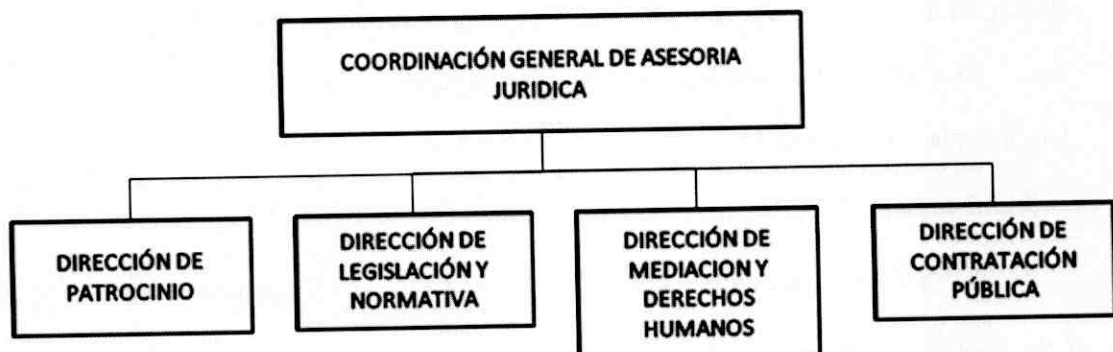 COORDINACIÓN GENERAL DE ASESORIA
JURIDICA
DIRECCIÓN DE
PATROCINIO
DIRECCIÓN DE
LEGISLACIÓN Y
NORMATIVA
DIRECCIÓN DE
MEDIACION Y
DERECHOS
HUMANOS
DIRECCIÓN DE
CONTRATACIÓN
PÚBLICA